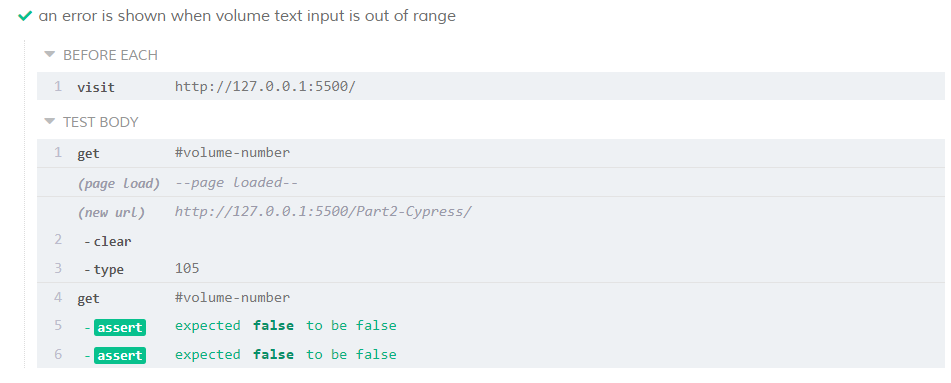 an error is shown when volume text input is out of range
BEFORE EACH
1 visit http://127.0.0.1:5500/
TEST BODY
1 get #volume-number
(page load) --page loaded--
(new url) http://127.0.0.1:5500/Part2-Cypress/
2 -clear
3 -type 105
4 get #volume-number
5 -assert expected false to be false
6 -assert expected false to be false